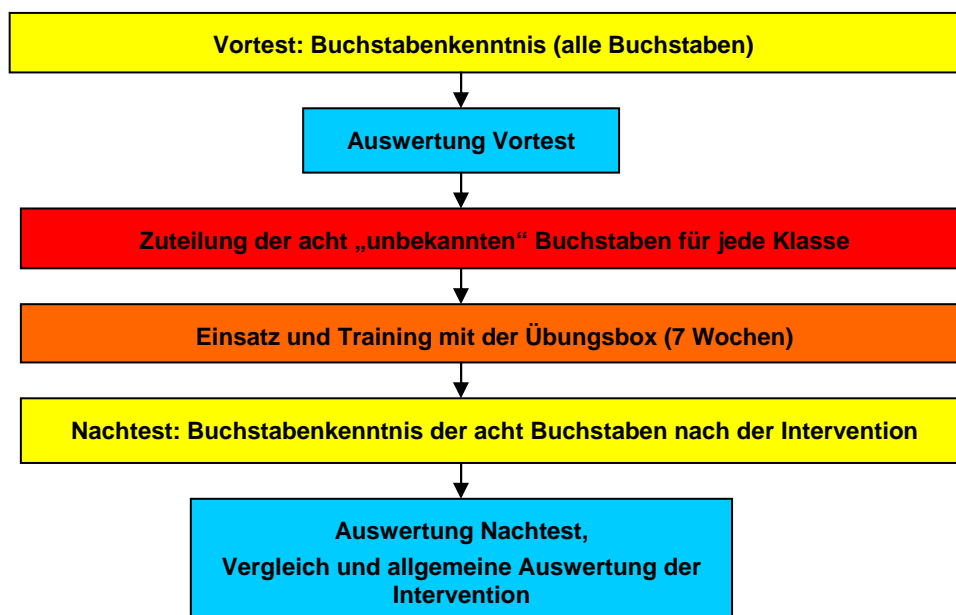 Vortest: Buchstabenkenntnis (alle Buchstaben)
Auswertung Vortest
Zuteilung der acht „unbekannten“ Buchstaben für jede Klasse
Einsatz und Training mit der Übungsbox (7 Wochen)
Nachtest: Buchstabenkenntnis der acht Buchstaben nach der Intervention
Auswertung Nachtest,
Vergleich und allgemeine Auswertung der
Intervention